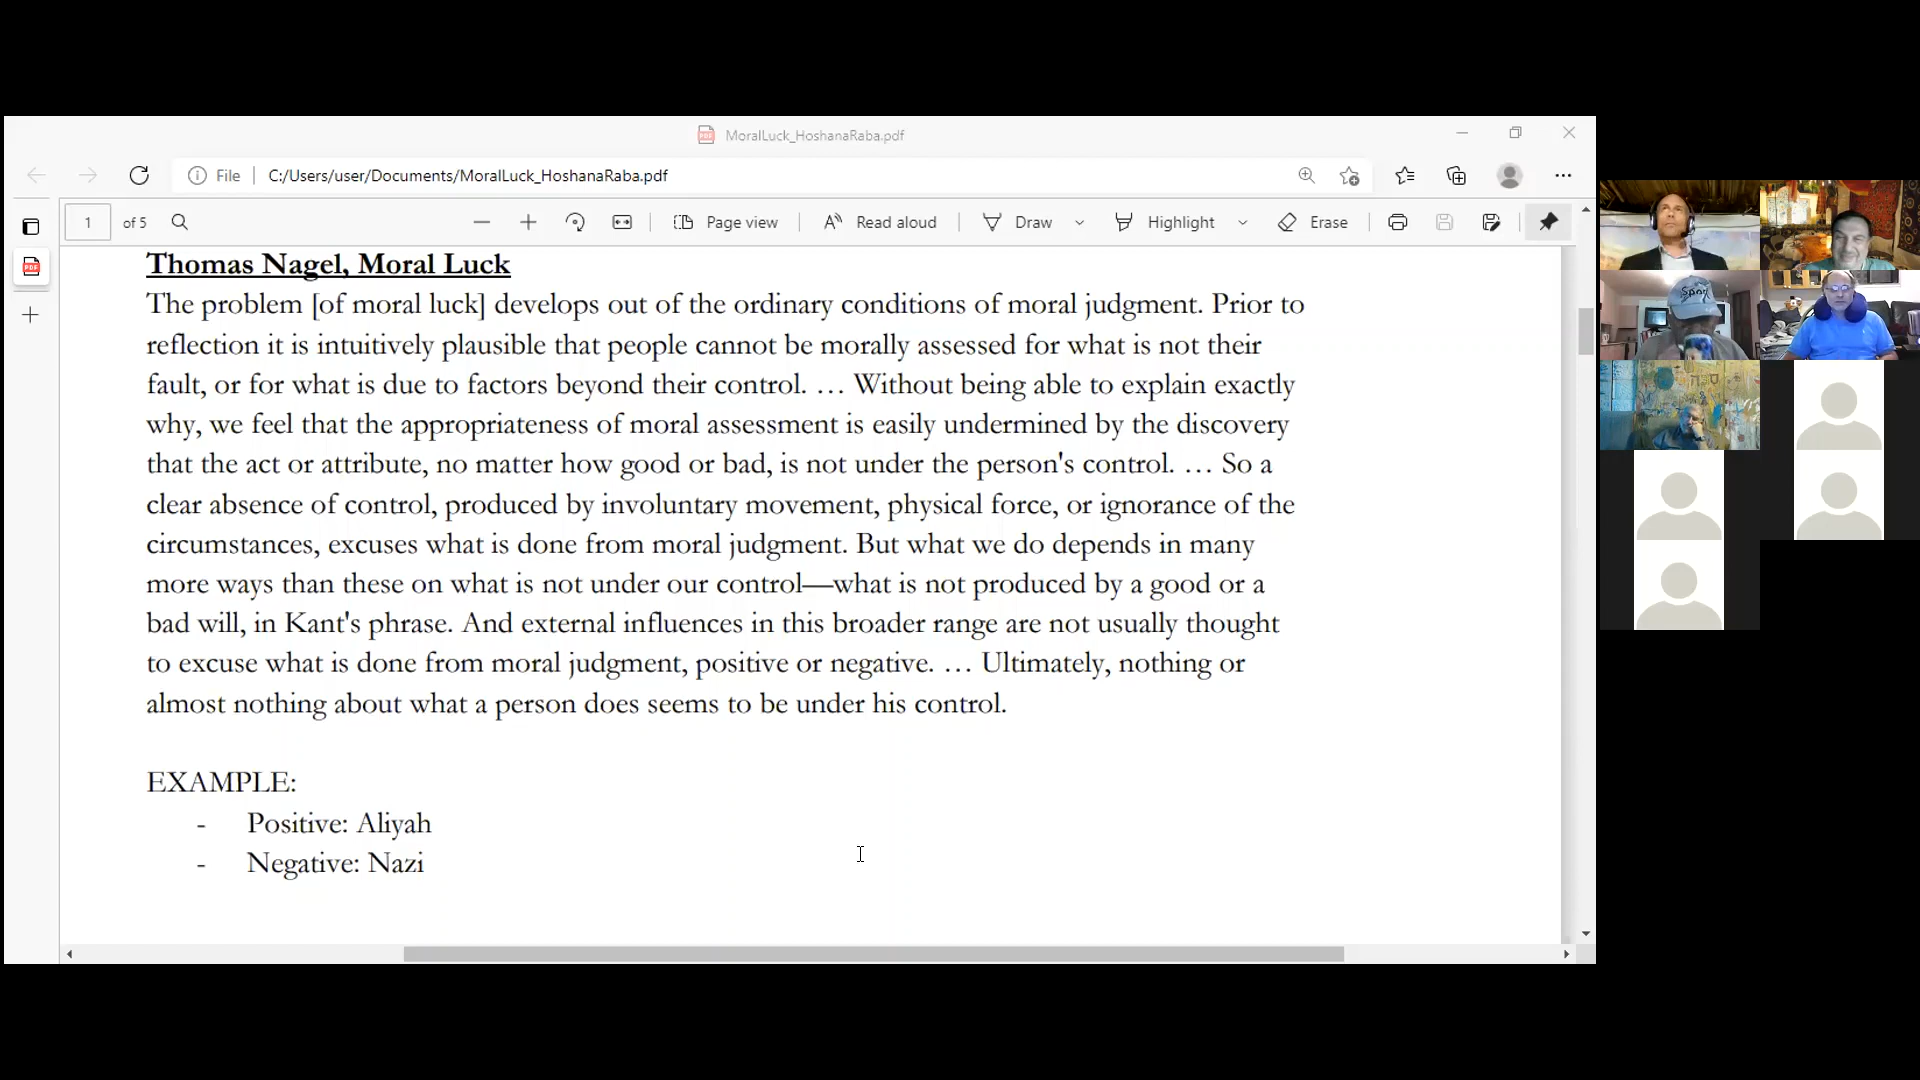 MoralLuck_HoshanaRaba.pdf
File C:/Users/user/Documents/MoralLuck_HoshanaRaba.pdf
1 of 5 Page view Read aloud Draw Highlight Erase
Thomas Nagel, Moral Luck
The problem [of moral luck] develops out of the ordinary conditions of moral judgment. Prior to
reflection it is intuitively plausible that people cannot be morally assessed for what is not their
fault, or for what is due to factors beyond their control. … Without being able to explain exactly
why, we feel that the appropriateness of moral assessment is easily undermined by the discovery
that the act or attribute, no matter how good or bad, is not under the person's control. … So a
clear absence of control, produced by involuntary movement, physical force, or ignorance of the
circumstances, excuses what is done from moral judgment. But what we do depends in many
more ways than these on what is not under our control—what is not produced by a good or a
bad will, in Kant's phrase. And external influences in this broader range are not usually thought
to excuse what is done from moral judgment, positive or negative. … Ultimately, nothing or
almost nothing about what a person does seems to be under his control.
EXAMPLE:
- Positive: Aliyah
- Negative: Nazi